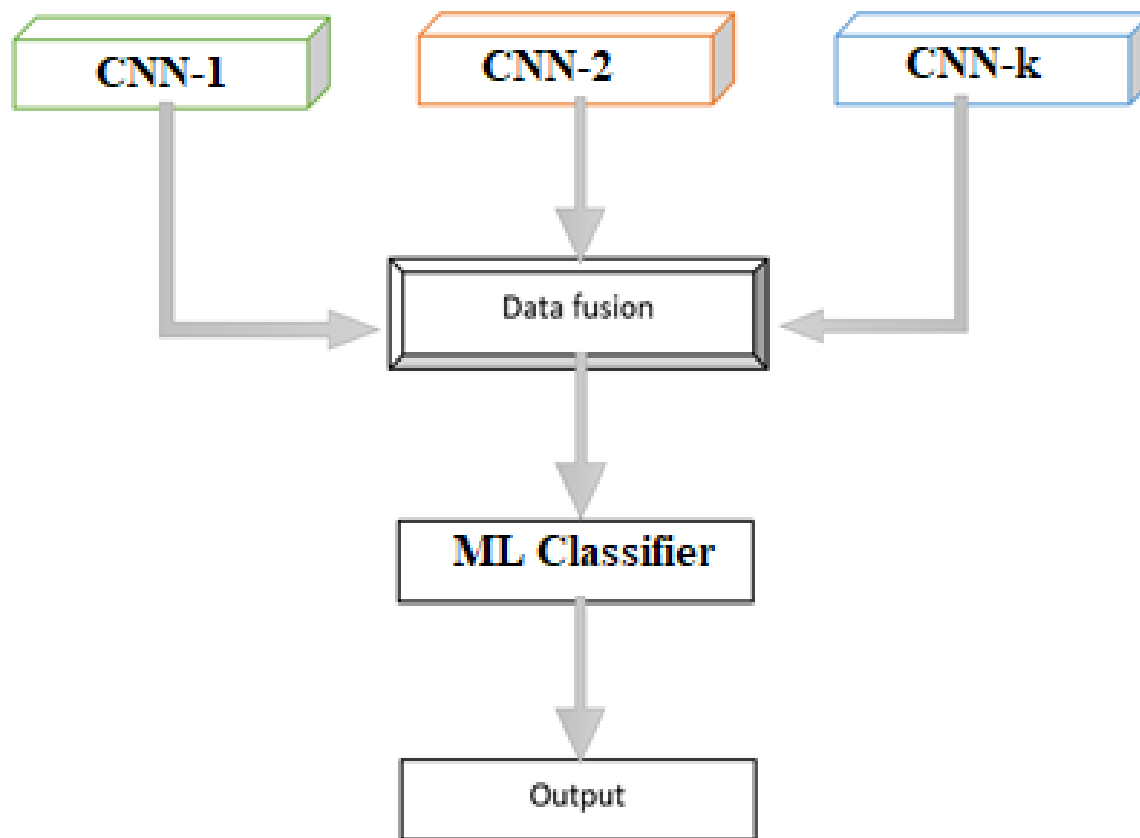 CNN-1
CNN-2
CNN-k
Data fusion
ML Classifier
Output